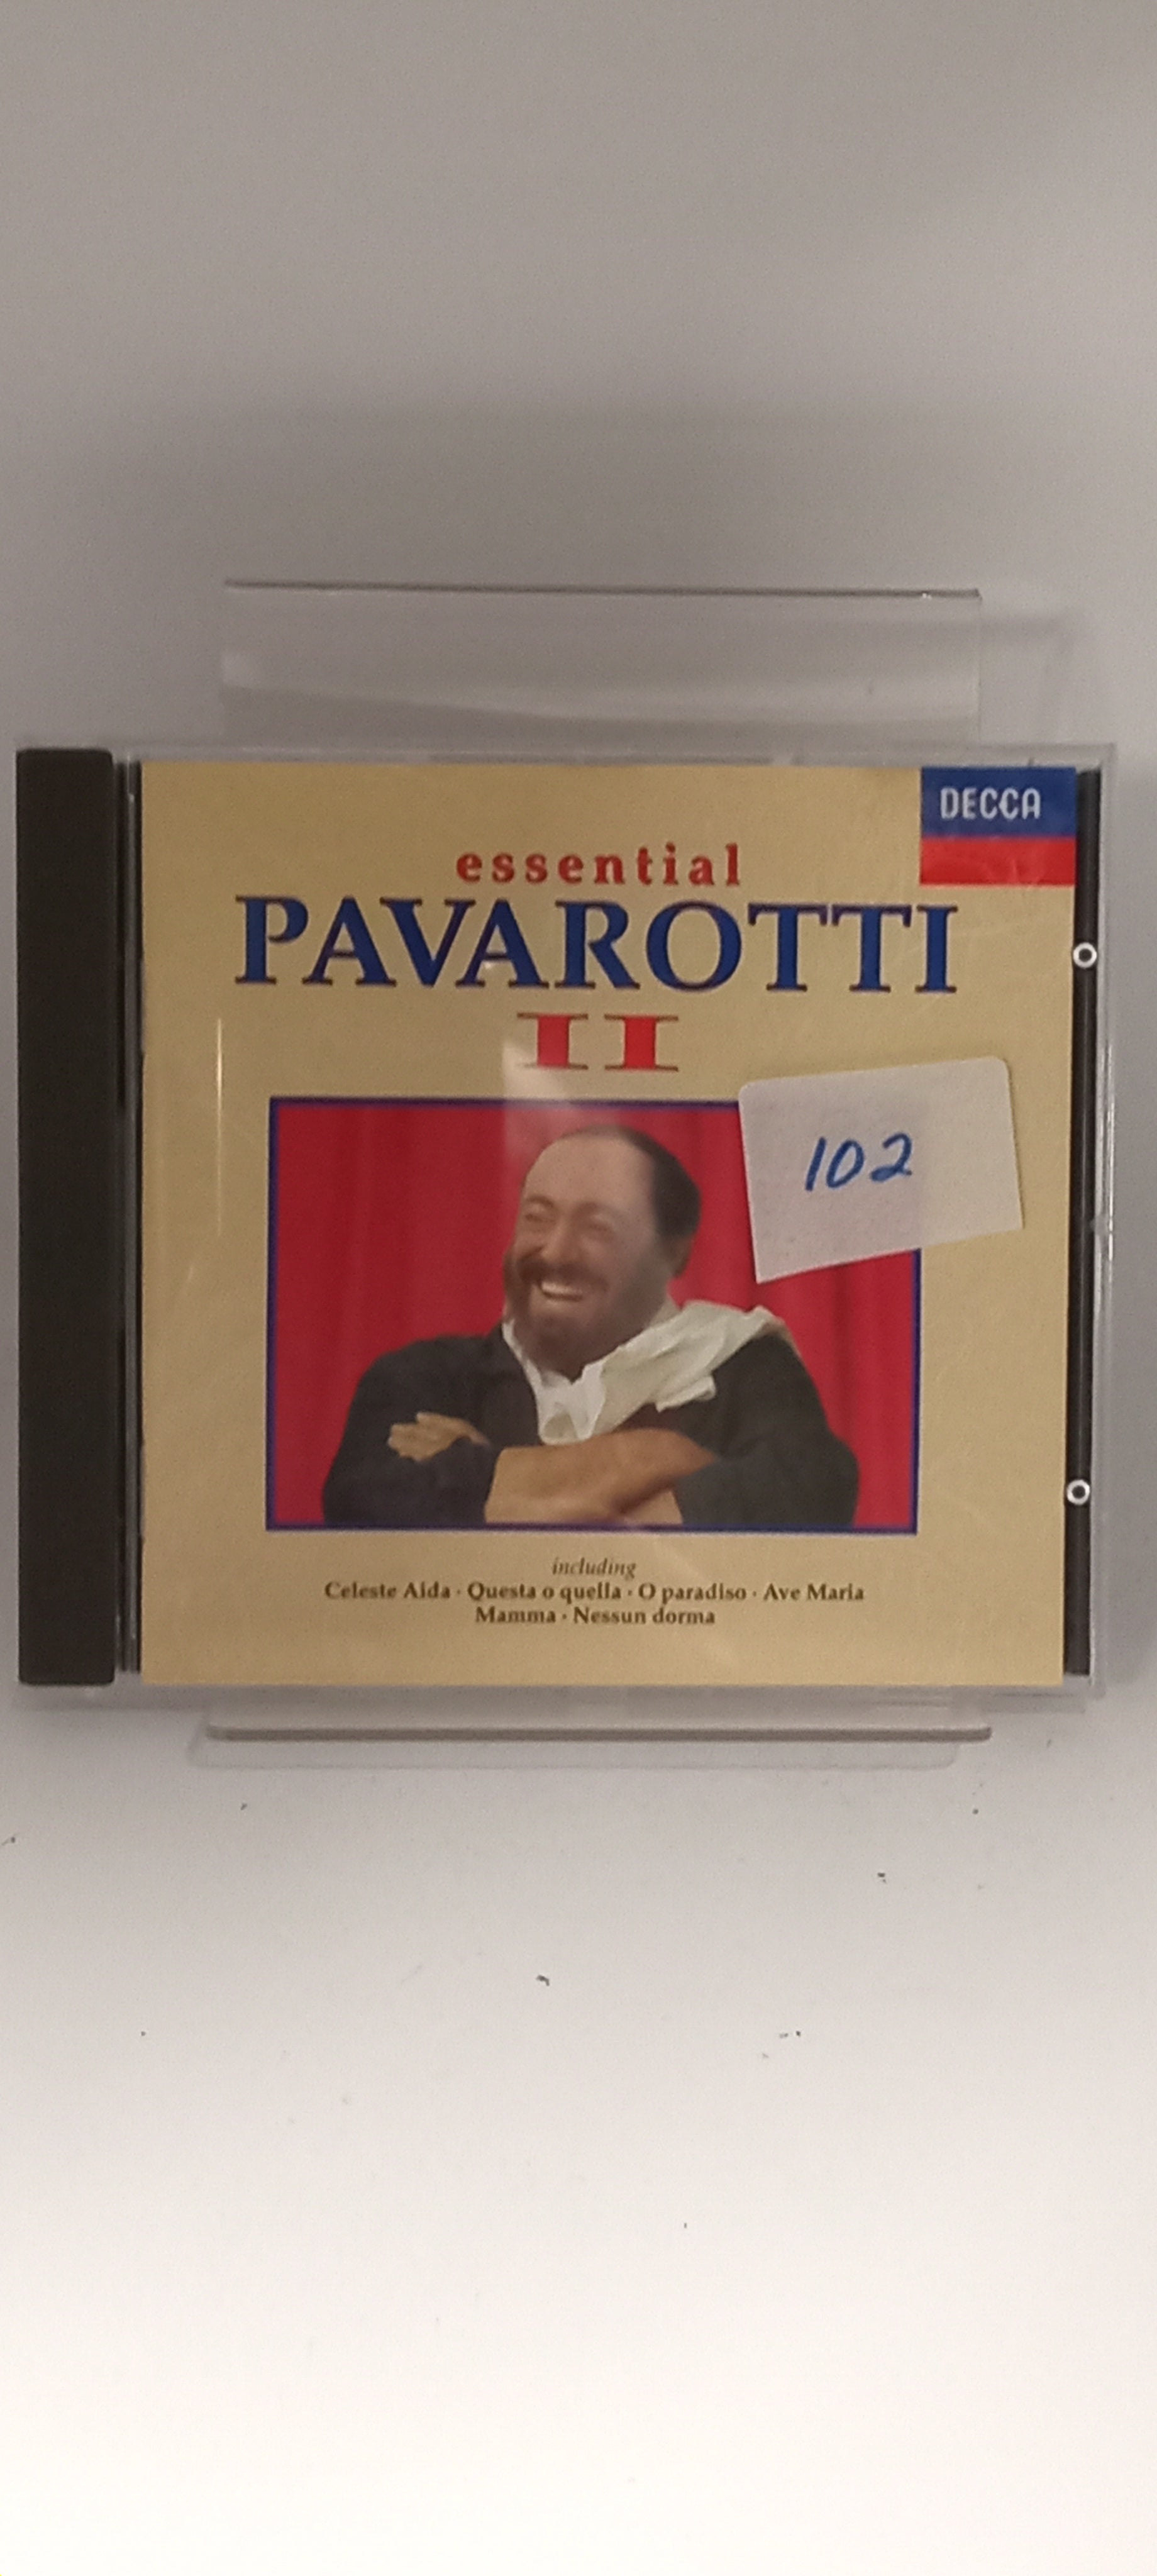 DECCA
essential
PAVAROTTI
II
102
including
Celeste Aida · Questa o quella · O paradiso · Ave Maria
Mamma · Nessun dorma